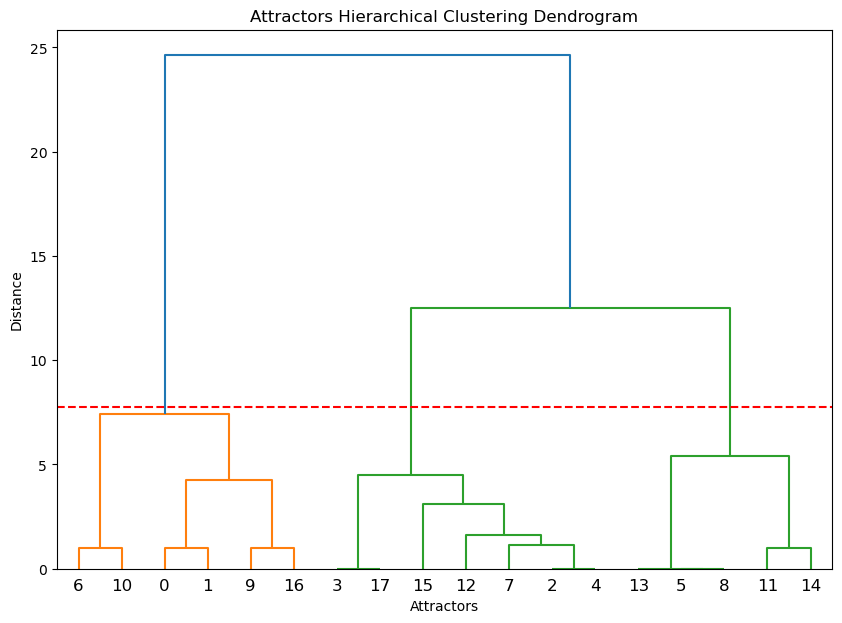 Attractors Hierarchical Clustering Dendrogram
25
20
15
10
5
0
Distance
6 10 0 1 9 16 3 17 15 12 7 2 4 13 5 8 11 14
Attractors